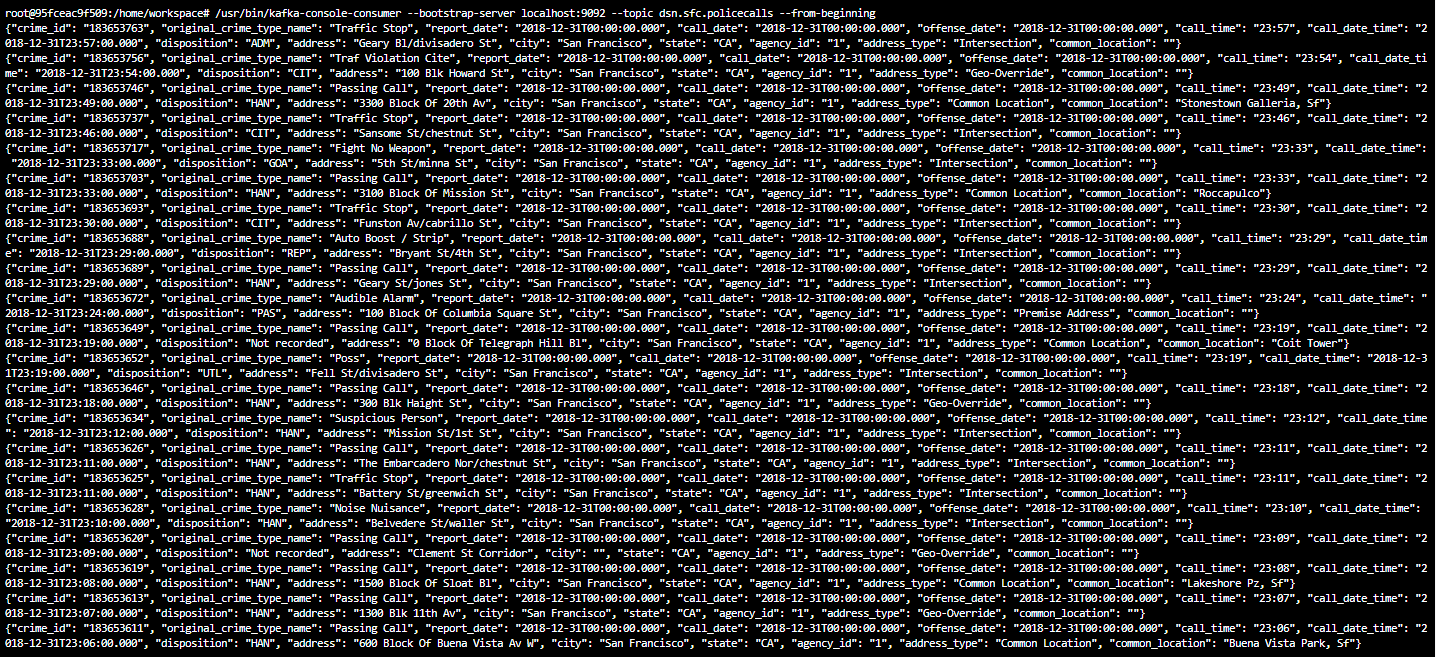 root@95fceac9f509:/home/workspace# /usr/bin/kafka-console-consumer --bootstrap-server localhost:9092 --topic dsn.sfc.policecalls --from-beginning
{"crime_id": "183653763", "original_crime_type_name": "Traffic Stop", "report_date": "2018-12-31T00:00:00.000", "call_date": "2018-12-31T00:00:00.000", "offense_date": "2018-12-31T00:00:00.000", "call_time": "23:57", "call_date_time": "2
018-12-31T23:57:00.000", "disposition": "ADM", "address": "Geary Bl/divisadero St", "city": "San Francisco", "state": "CA", "agency_id": "1", "address_type": "Intersection", "common_location": ""}
{"crime_id": "183653756", "original_crime_type_name": "Traf Violation Cite", "report_date": "2018-12-31T00:00:00.000", "call_date": "2018-12-31T00:00:00.000", "offense_date": "2018-12-31T00:00:00.000", "call_time": "23:54", "call_date_ti
me": "2018-12-31T23:54:00.000", "disposition": "CIT", "address": "100 Blk Howard St", "city": "San Francisco", "state": "CA", "agency_id": "1", "address_type": "Geo-Override", "common_location": ""}
{"crime_id": "183653746", "original_crime_type_name": "Passing Call", "report_date": "2018-12-31T00:00:00.000", "call_date": "2018-12-31T00:00:00.000", "offense_date": "2018-12-31T00:00:00.000", "call_time": "23:49", "call_date_time": "2
018-12-31T23:49:00.000", "disposition": "HAN", "address": "3300 Block Of 20th Av", "city": "San Francisco", "state": "CA", "agency_id": "1", "address_type": "Common Location", "common_location": "Stonestown Galleria, Sf"}
{"crime_id": "183653737", "original_crime_type_name": "Traffic Stop", "report_date": "2018-12-31T00:00:00.000", "call_date": "2018-12-31T00:00:00.000", "offense_date": "2018-12-31T00:00:00.000", "call_time": "23:46", "call_date_time": "2
018-12-31T23:46:00.000", "disposition": "CIT", "address": "Sansome St/chestnut St", "city": "San Francisco", "state": "CA", "agency_id": "1", "address_type": "Intersection", "common_location": ""}
{"crime_id": "183653717", "original_crime_type_name": "Fight No Weapon", "report_date": "2018-12-31T00:00:00.000", "call_date": "2018-12-31T00:00:00.000", "offense_date": "2018-12-31T00:00:00.000", "call_time": "23:33", "call_date_time":
 "2018-12-31T23:33:00.000", "disposition": "GOA", "address": "5th St/minna St", "city": "San Francisco", "state": "CA", "agency_id": "1", "address_type": "Intersection", "common_location": ""}
{"crime_id": "183653703", "original_crime_type_name": "Passing Call", "report_date": "2018-12-31T00:00:00.000", "call_date": "2018-12-31T00:00:00.000", "offense_date": "2018-12-31T00:00:00.000", "call_time": "23:33", "call_date_time": "2
018-12-31T23:33:00.000", "disposition": "HAN", "address": "3100 Block Of Mission St", "city": "San Francisco", "state": "CA", "agency_id": "1", "address_type": "Common Location", "common_location": "Roccapulco"}
{"crime_id": "183653693", "original_crime_type_name": "Traffic Stop", "report_date": "2018-12-31T00:00:00.000", "call_date": "2018-12-31T00:00:00.000", "offense_date": "2018-12-31T00:00:00.000", "call_time": "23:30", "call_date_time": "2
018-12-31T23:30:00.000", "disposition": "CIT", "address": "Funston Av/cabrillo St", "city": "San Francisco", "state": "CA", "agency_id": "1", "address_type": "Intersection", "common_location": ""}
{"crime_id": "183653688", "original_crime_type_name": "Auto Boost / Strip", "report_date": "2018-12-31T00:00:00.000", "call_date": "2018-12-31T00:00:00.000", "offense_date": "2018-12-31T00:00:00.000", "call_time": "23:29", "call_date_tim
e": "2018-12-31T23:29:00.000", "disposition": "REP", "address": "Bryant St/4th St", "city": "San Francisco", "state": "CA", "agency_id": "1", "address_type": "Intersection", "common_location": ""}
{"crime_id": "183653689", "original_crime_type_name": "Passing Call", "report_date": "2018-12-31T00:00:00.000", "call_date": "2018-12-31T00:00:00.000", "offense_date": "2018-12-31T00:00:00.000", "call_time": "23:29", "call_date_time": "2
018-12-31T23:29:00.000", "disposition": "HAN", "address": "Geary St/jones St", "city": "San Francisco", "state": "CA", "agency_id": "1", "address_type": "Intersection", "common_location": ""}
{"crime_id": "183653672", "original_crime_type_name": "Audible Alarm", "report_date": "2018-12-31T00:00:00.000", "call_date": "2018-12-31T00:00:00.000", "offense_date": "2018-12-31T00:00:00.000", "call_time": "23:24", "call_date_time": "
2018-12-31T23:24:00.000", "disposition": "PAS", "address": "100 Block Of Columbia Square St", "city": "San Francisco", "state": "CA", "agency_id": "1", "address_type": "Premise Address", "common_location": ""}
{"crime_id": "183653649", "original_crime_type_name": "Passing Call", "report_date": "2018-12-31T00:00:00.000", "call_date": "2018-12-31T00:00:00.000", "offense_date": "2018-12-31T00:00:00.000", "call_time": "23:19", "call_date_time": "2
018-12-31T23:19:00.000", "disposition": "Not recorded", "address": "0 Block Of Telegraph Hill Bl", "city": "San Francisco", "state": "CA", "agency_id": "1", "address_type": "Common Location", "common_location": "Coit Tower"}
{"crime_id": "183653652", "original_crime_type_name": "Poss", "report_date": "2018-12-31T00:00:00.000", "call_date": "2018-12-31T00:00:00.000", "offense_date": "2018-12-31T00:00:00.000", "call_time": "23:19", "call_date_time": "2018-12-3
1T23:19:00.000", "disposition": "UTL", "address": "Fell St/divisadero St", "city": "San Francisco", "state": "CA", "agency_id": "1", "address_type": "Intersection", "common_location": ""}
{"crime_id": "183653646", "original_crime_type_name": "Passing Call", "report_date": "2018-12-31T00:00:00.000", "call_date": "2018-12-31T00:00:00.000", "offense_date": "2018-12-31T00:00:00.000", "call_time": "23:18", "call_date_time": "2
018-12-31T23:18:00.000", "disposition": "HAN", "address": "300 Blk Haight St", "city": "San Francisco", "state": "CA", "agency_id": "1", "address_type": "Geo-Override", "common_location": ""}
{"crime_id": "183653634", "original_crime_type_name": "Suspicious Person", "report_date": "2018-12-31T00:00:00.000", "call_date": "2018-12-31T00:00:00.000", "offense_date": "2018-12-31T00:00:00.000", "call_time": "23:12", "call_date_time
": "2018-12-31T23:12:00.000", "disposition": "HAN", "address": "Mission St/1st St", "city": "San Francisco", "state": "CA", "agency_id": "1", "address_type": "Intersection", "common_location": ""}
{"crime_id": "183653626", "original_crime_type_name": "Passing Call", "report_date": "2018-12-31T00:00:00.000", "call_date": "2018-12-31T00:00:00.000", "offense_date": "2018-12-31T00:00:00.000", "call_time": "23:11", "call_date_time": "2
018-12-31T23:11:00.000", "disposition": "HAN", "address": "The Embarcadero Nor/chestnut St", "city": "San Francisco", "state": "CA", "agency_id": "1", "address_type": "Intersection", "common_location": ""}
{"crime_id": "183653625", "original_crime_type_name": "Traffic Stop", "report_date": "2018-12-31T00:00:00.000", "call_date": "2018-12-31T00:00:00.000", "offense_date": "2018-12-31T00:00:00.000", "call_time": "23:11", "call_date_time": "2
018-12-31T23:11:00.000", "disposition": "HAN", "address": "Battery St/greenwich St", "city": "San Francisco", "state": "CA", "agency_id": "1", "address_type": "Intersection", "common_location": ""}
{"crime_id": "183653628", "original_crime_type_name": "Noise Nuisance", "report_date": "2018-12-31T00:00:00.000", "call_date": "2018-12-31T00:00:00.000", "offense_date": "2018-12-31T00:00:00.000", "call_time": "23:10", "call_date_time": 
"2018-12-31T23:10:00.000", "disposition": "HAN", "address": "Belvedere St/waller St", "city": "San Francisco", "state": "CA", "agency_id": "1", "address_type": "Intersection", "common_location": ""}
{"crime_id": "183653620", "original_crime_type_name": "Passing Call", "report_date": "2018-12-31T00:00:00.000", "call_date": "2018-12-31T00:00:00.000", "offense_date": "2018-12-31T00:00:00.000", "call_time": "23:09", "call_date_time": "2
018-12-31T23:09:00.000", "disposition": "Not recorded", "address": "Clement St Corridor", "city": "", "state": "CA", "agency_id": "1", "address_type": "Geo-Override", "common_location": ""}
{"crime_id": "183653619", "original_crime_type_name": "Passing Call", "report_date": "2018-12-31T00:00:00.000", "call_date": "2018-12-31T00:00:00.000", "offense_date": "2018-12-31T00:00:00.000", "call_time": "23:08", "call_date_time": "2
018-12-31T23:08:00.000", "disposition": "HAN", "address": "1500 Block Of Sloat Bl", "city": "San Francisco", "state": "CA", "agency_id": "1", "address_type": "Common Location", "common_location": "Lakeshore Pz, Sf"}
{"crime_id": "183653613", "original_crime_type_name": "Passing Call", "report_date": "2018-12-31T00:00:00.000", "call_date": "2018-12-31T00:00:00.000", "offense_date": "2018-12-31T00:00:00.000", "call_time": "23:07", "call_date_time": "2
018-12-31T23:07:00.000", "disposition": "HAN", "address": "1300 Blk 11th Av", "city": "San Francisco", "state": "CA", "agency_id": "1", "address_type": "Geo-Override", "common_location": ""}
{"crime_id": "183653611", "original_crime_type_name": "Passing Call", "report_date": "2018-12-31T00:00:00.000", "call_date": "2018-12-31T00:00:00.000", "offense_date": "2018-12-31T00:00:00.000", "call_time": "23:06", "call_date_time": "2
018-12-31T23:06:00.000", "disposition": "HAN", "address": "600 Block Of Buena Vista Av W", "city": "San Francisco", "state": "CA", "agency_id": "1", "address_type": "Common Location", "common_location": "Buena Vista Park, Sf"}